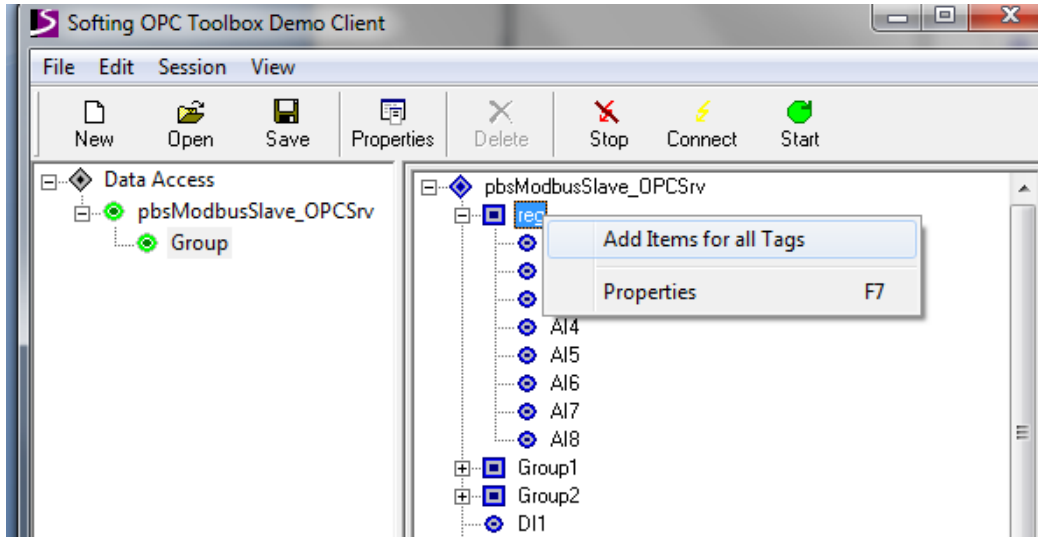 Softing OPC Toolbox Demo Client
File Edit Session View
New Open Save Properties Delete Stop Connect Start
Data Access
pbsModbusSlave_OPCSrv
Group
pbsModbusSlave_OPCSrv
reg
Add Items for all Tags
Properties F7
AI4
AI5
AI6
AI7
AI8
Group1
Group2
DI1